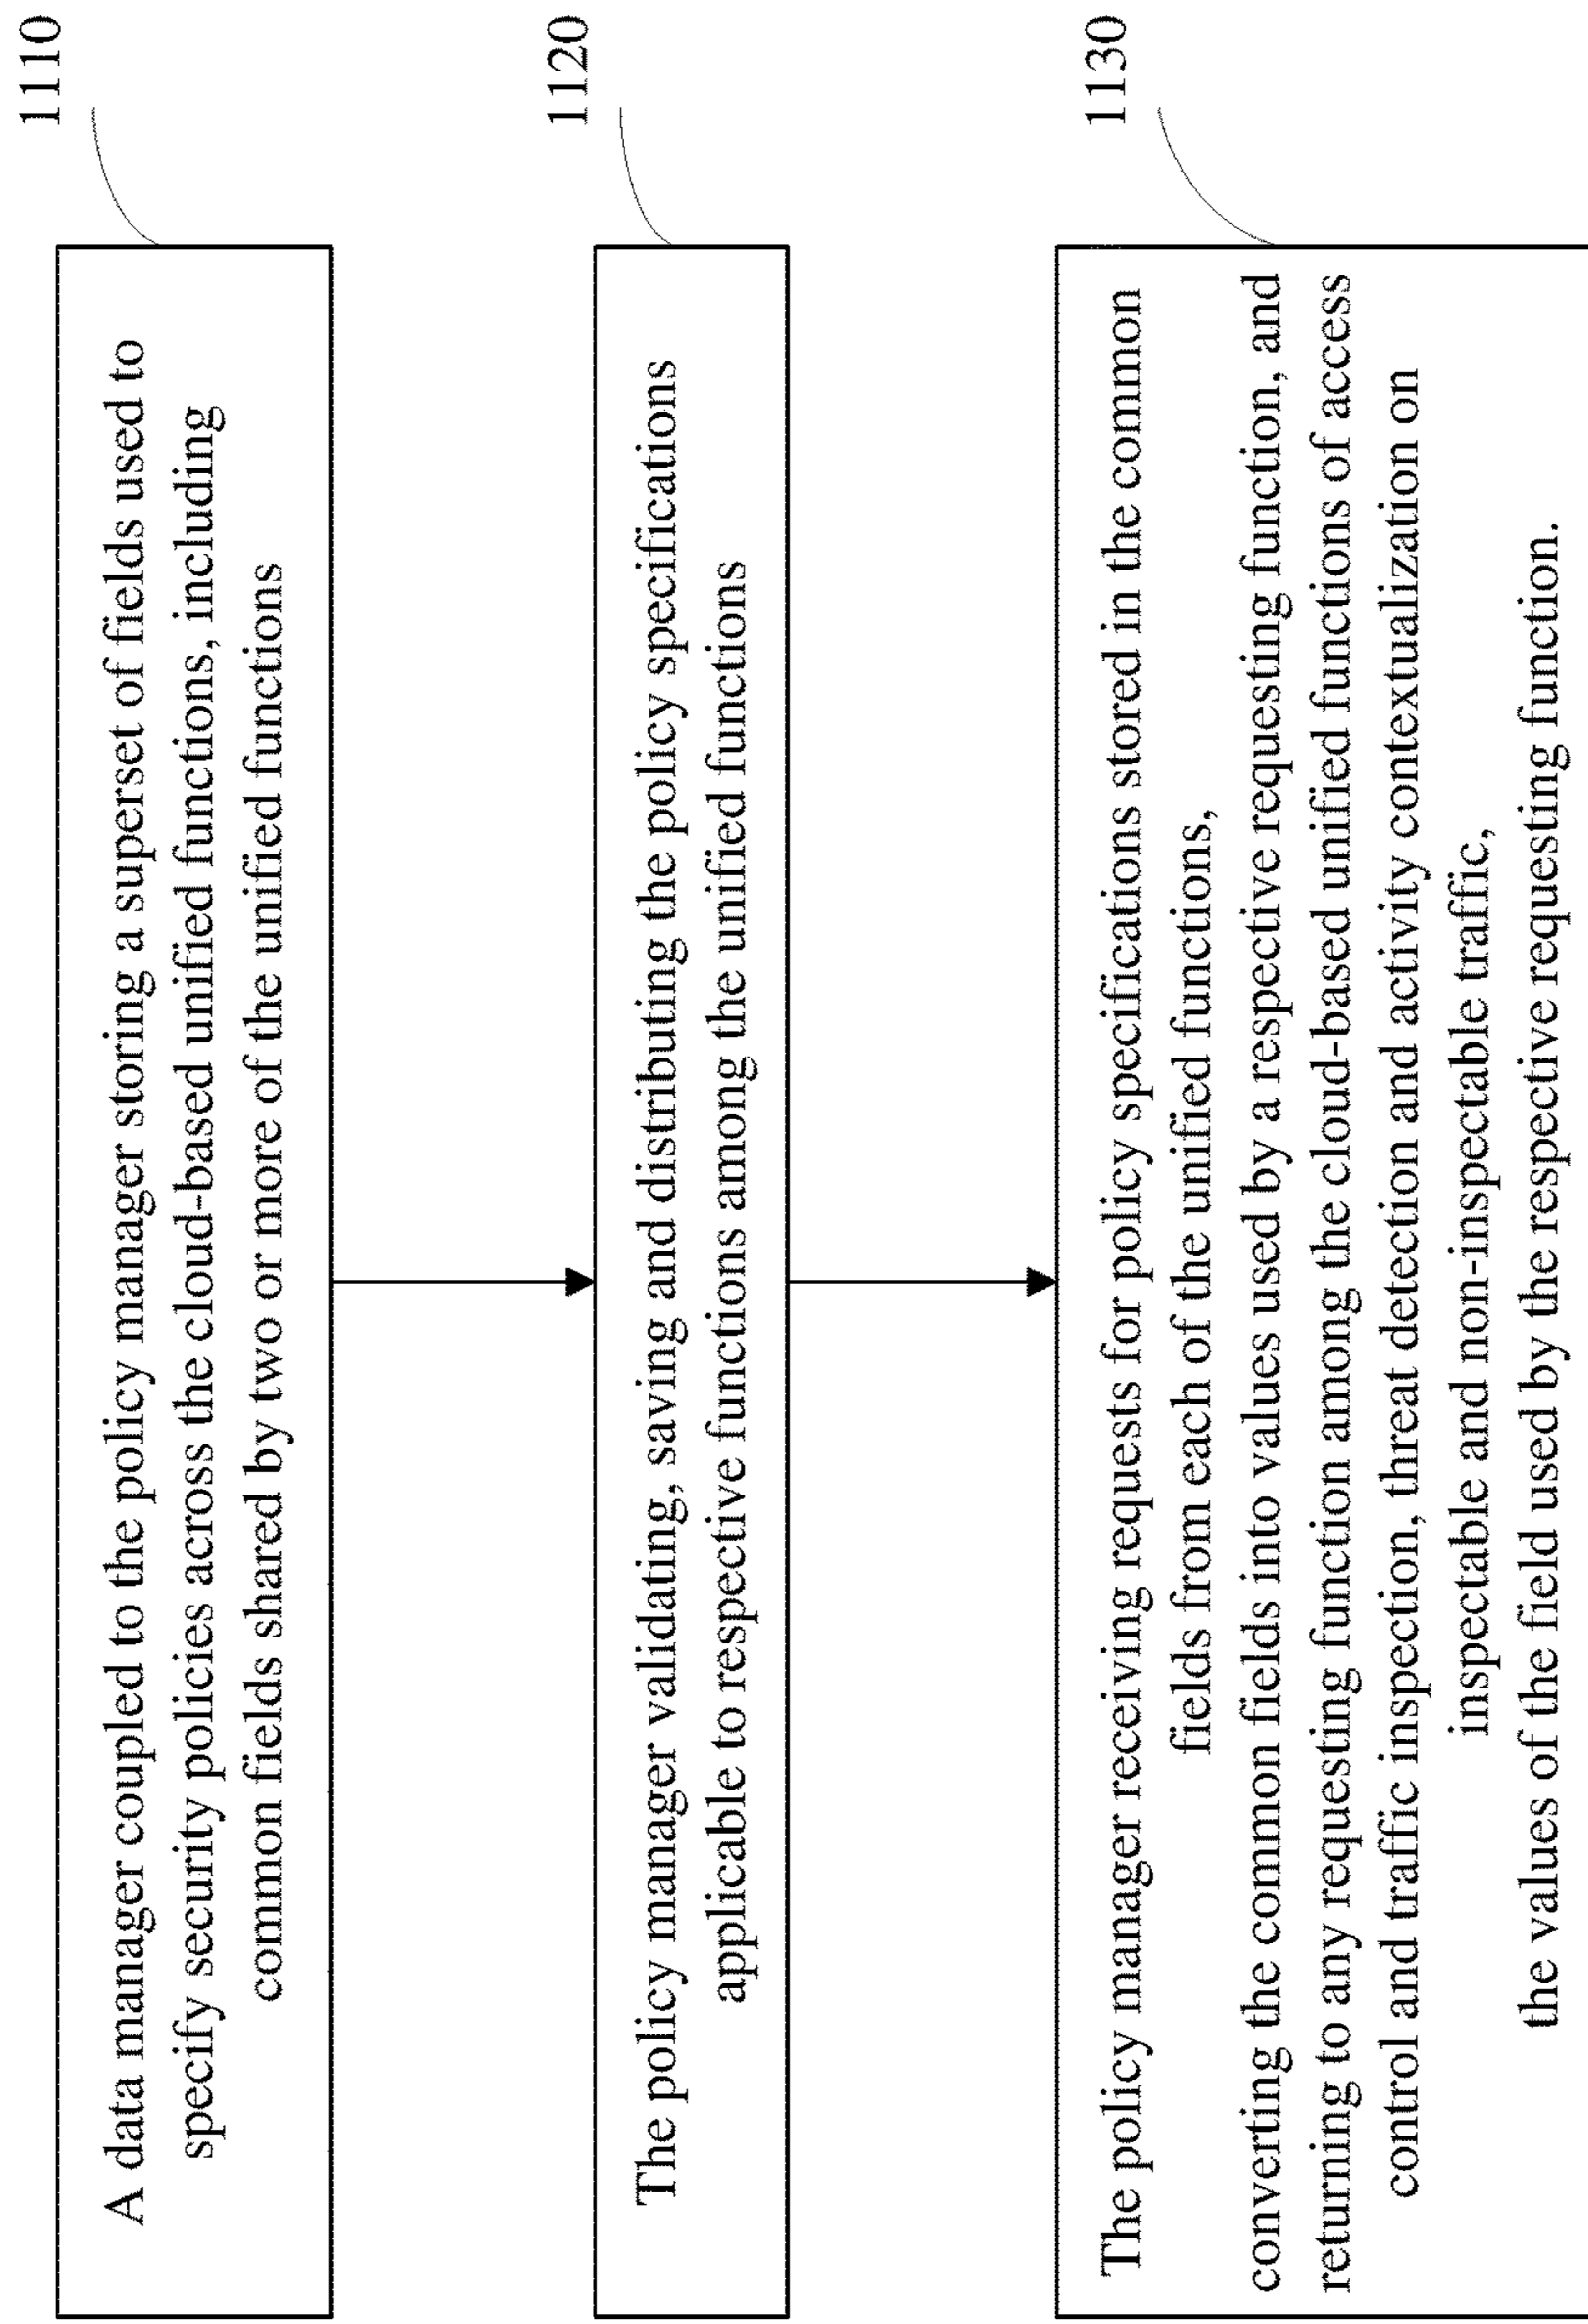 1110
A data manager coupled to the policy manager storing a superset of fields used to
specify security policies across the cloud-based unified functions, including
common fields shared by two or more of the unified functions
1120
The policy manager validating, saving and distributing the policy specifications
applicable to respective functions among the unified functions
1130
The policy manager receiving requests for policy specifications stored in the common
fields from each of the unified functions,
converting the common fields into values used by a respective requesting function, and
returning to any requesting function among the cloud-based unified functions of access
control and traffic inspection, threat detection and activity contextualization on
inspectable and non-inspectable traffic,
the values of the field used by the respective requesting function.